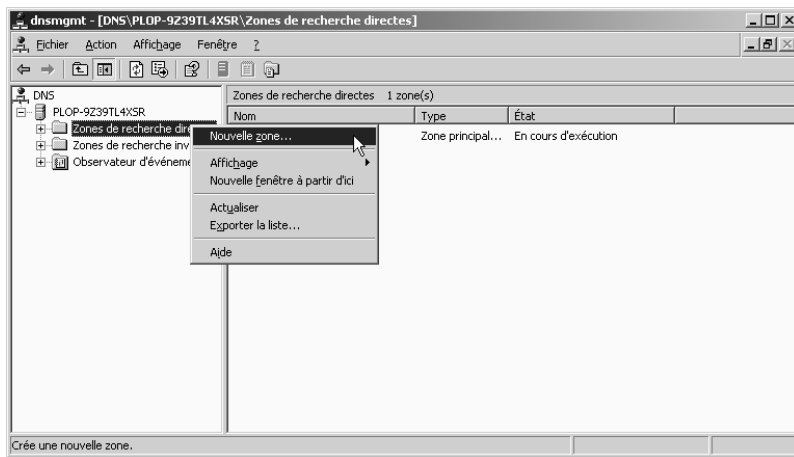 dnsmgmt - [DNS\PLOP-9Z39TL4XSR\Zones de recherche directes]
Fichier Action Affichage Fenêtre ?
DNS
PLOP-9Z39TL4XSR
Zones de recherche dire
Zones de recherche inv
Observateur d'événeme
Zones de recherche directes 1 zone(s)
Nom Type État
Zone principal... En cours d'exécution
Nouvelle zone...
Affichage
Nouvelle fenêtre à partir d'ici
Actualiser
Exporter la liste...
Aide
Crée une nouvelle zone.